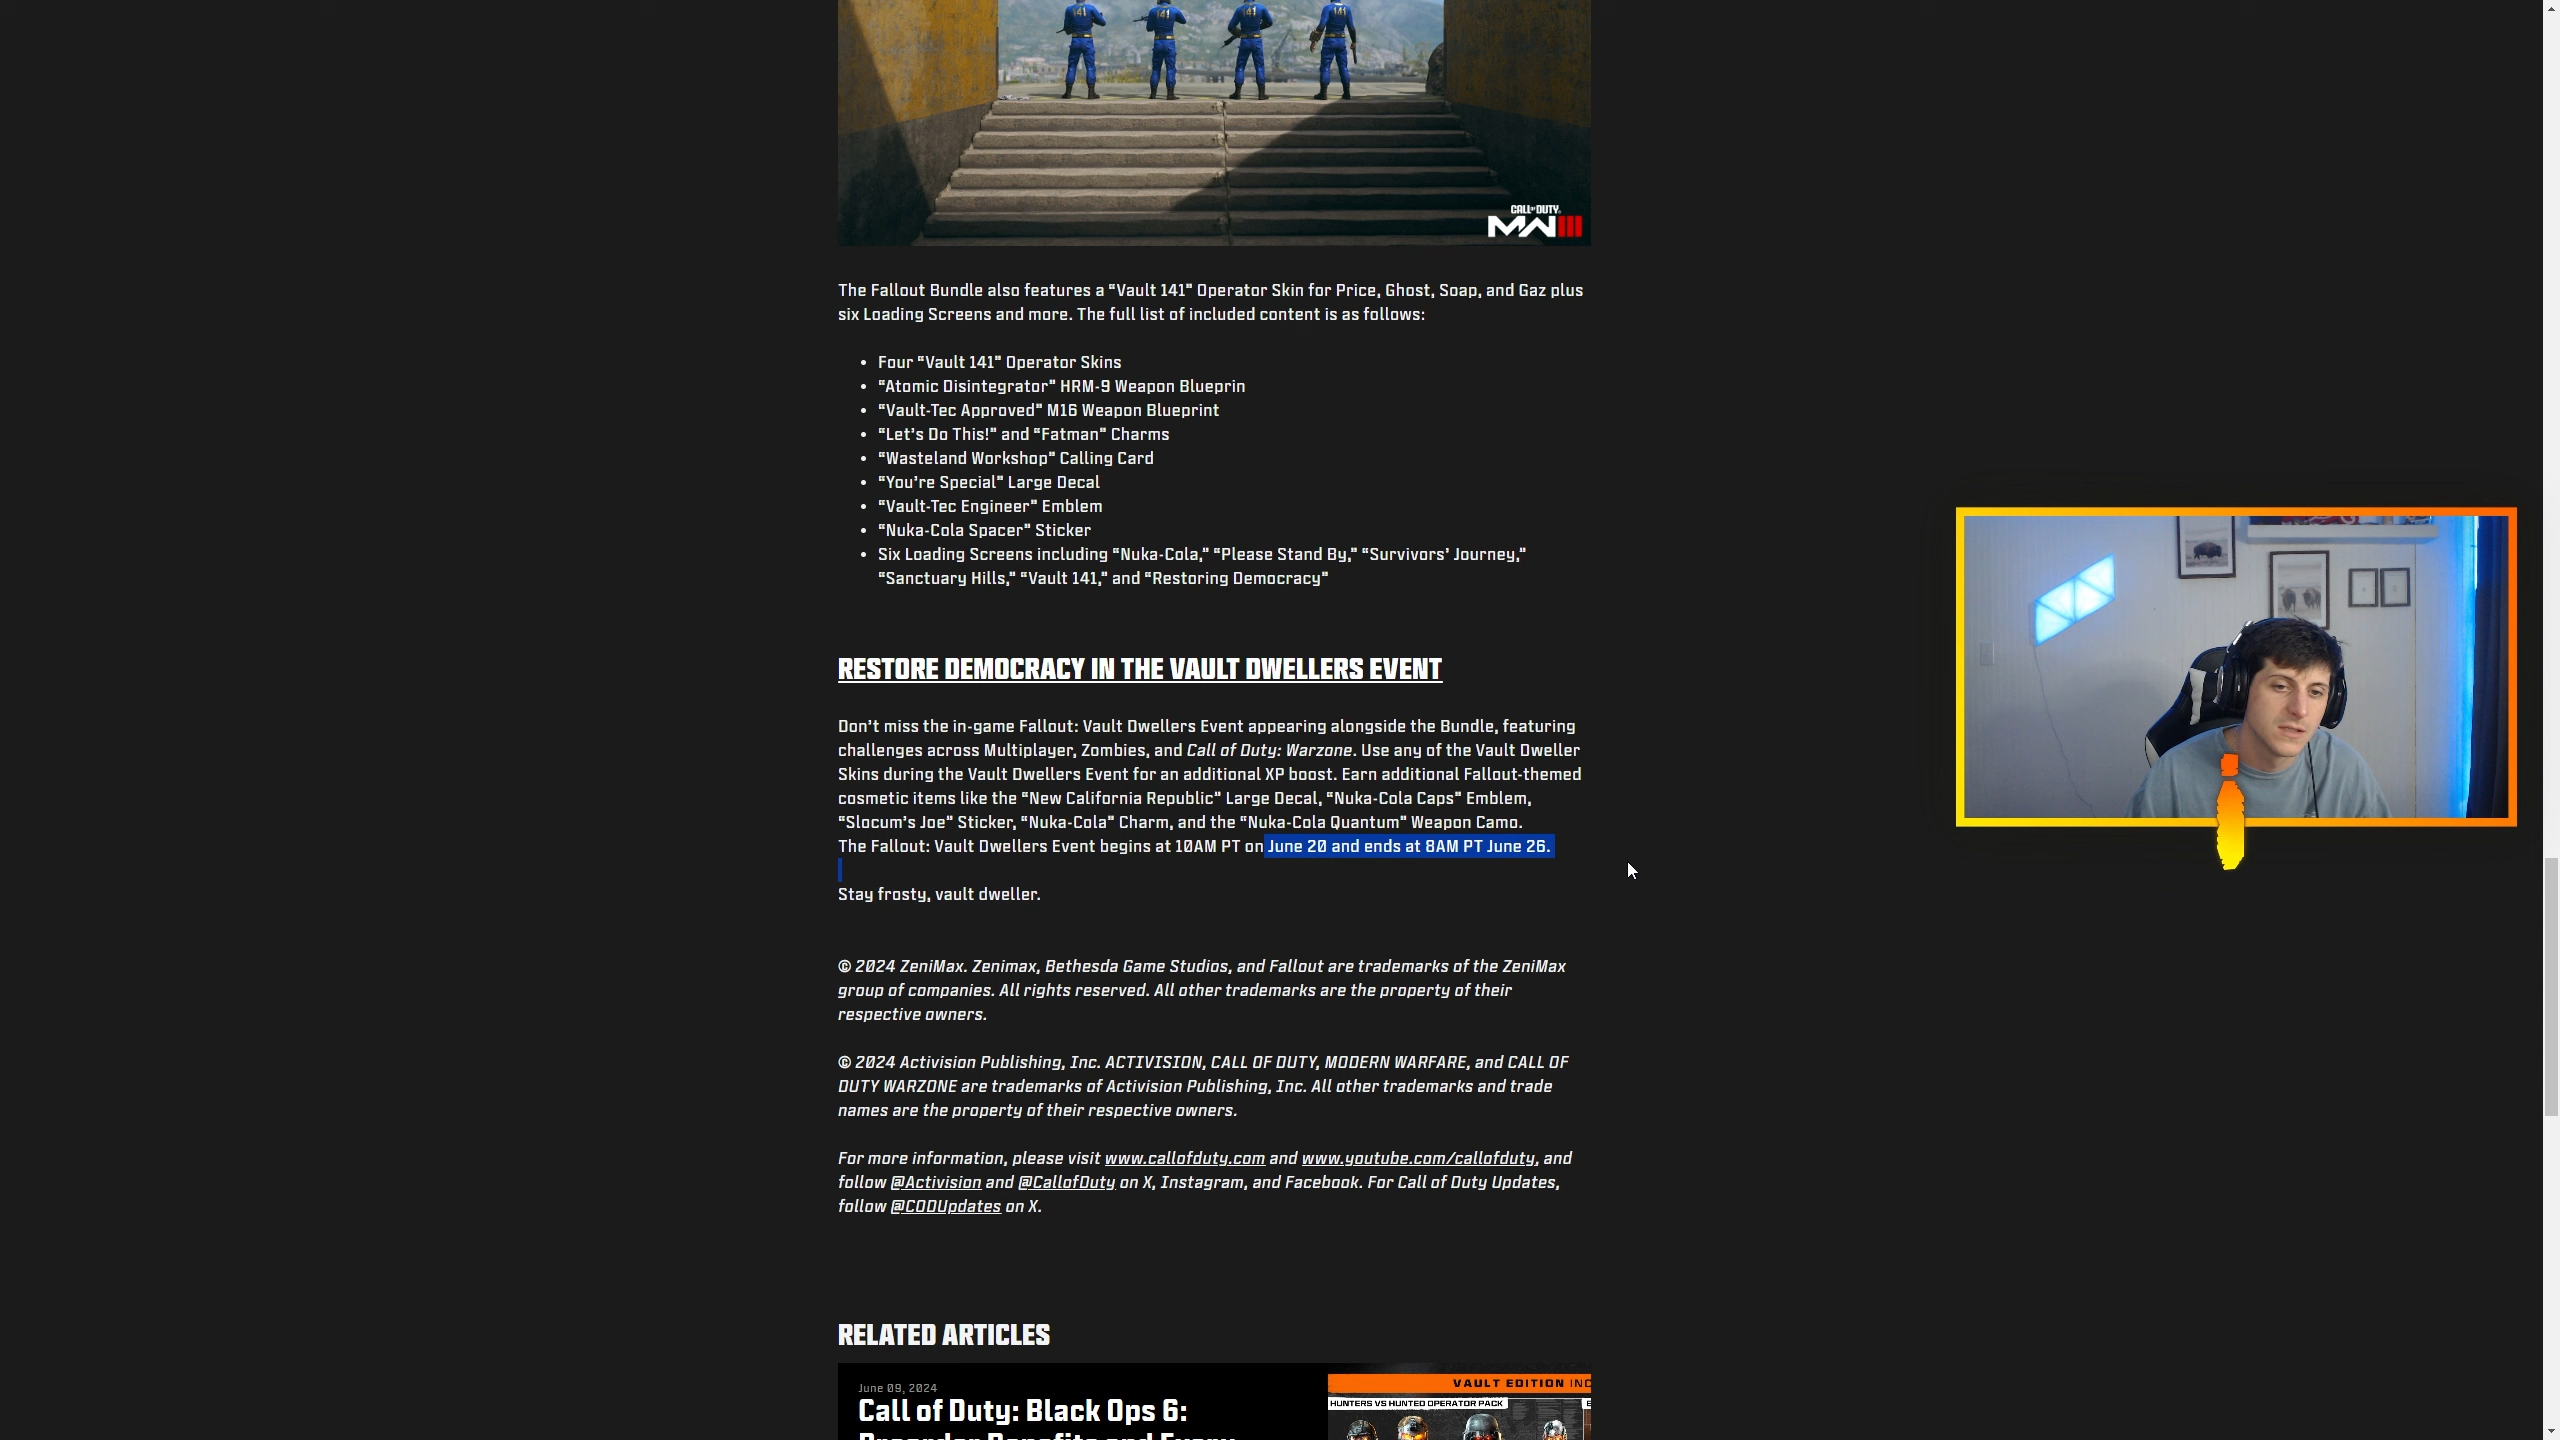 141 141 141 141
CALL OF DUTY
MWIII
The Fallout Bundle also features a “Vault 141” Operator Skin for Price, Ghost, Soap, and Gaz plus
six Loading Screens and more. The full list of included content is as follows:
• Four “Vault 141” Operator Skins
• “Atomic Disintegrator” HRM-9 Weapon Blueprin
• “Vault-Tec Approved” M16 Weapon Blueprint
• “Let’s Do This!” and “Fatman” Charms
• “Wasteland Workshop” Calling Card
• “You’re Special” Large Decal
• “Vault-Tec Engineer” Emblem
• “Nuka-Cola Spacer” Sticker
• Six Loading Screens including “Nuka-Cola,” “Please Stand By,” “Survivors’ Journey,”
“Sanctuary Hills,” “Vault 141,” and “Restoring Democracy”
RESTORE DEMOCRACY IN THE VAULT DWELLERS EVENT
Don’t miss the in-game Fallout: Vault Dwellers Event appearing alongside the Bundle, featuring
challenges across Multiplayer, Zombies, and Call of Duty: Warzone. Use any of the Vault Dweller
Skins during the Vault Dwellers Event for an additional XP boost. Earn additional Fallout-themed
cosmetic items like the “New California Republic” Large Decal, “Nuka-Cola Caps” Emblem,
“Slocum’s Joe” Sticker, “Nuka-Cola” Charm, and the “Nuka-Cola Quantum” Weapon Camo.
The Fallout: Vault Dwellers Event begins at 10AM PT on June 20 and ends at 8AM PT June 26.
Stay frosty, vault dweller.
© 2024 ZeniMax. Zenimax, Bethesda Game Studios, and Fallout are trademarks of the ZeniMax
group of companies. All rights reserved. All other trademarks are the property of their
respective owners.
© 2024 Activision Publishing, Inc. ACTIVISION, CALL OF DUTY, MODERN WARFARE, and CALL OF
DUTY WARZONE are trademarks of Activision Publishing, Inc. All other trademarks and trade
names are the property of their respective owners.
For more information, please visit www.callofduty.com and www.youtube.com/callofduty, and
follow @Activision and @CallofDuty on X, Instagram, and Facebook. For Call of Duty Updates,
follow @CODUpdates on X.
RELATED ARTICLES
June 09, 2024
Call of Duty: Black Ops 6:
Preorder Benefits and Every
VAULT EDITION INC
HUNTERS VS HUNTED OPERATOR PACK